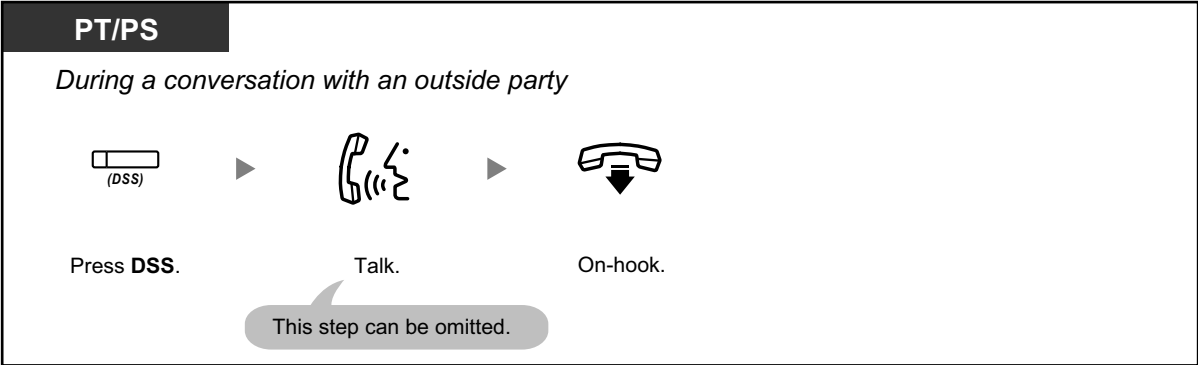 PT/PS
During a conversation with an outside party
(DSS)
Press DSS.
Talk.
On-hook.
This step can be omitted.